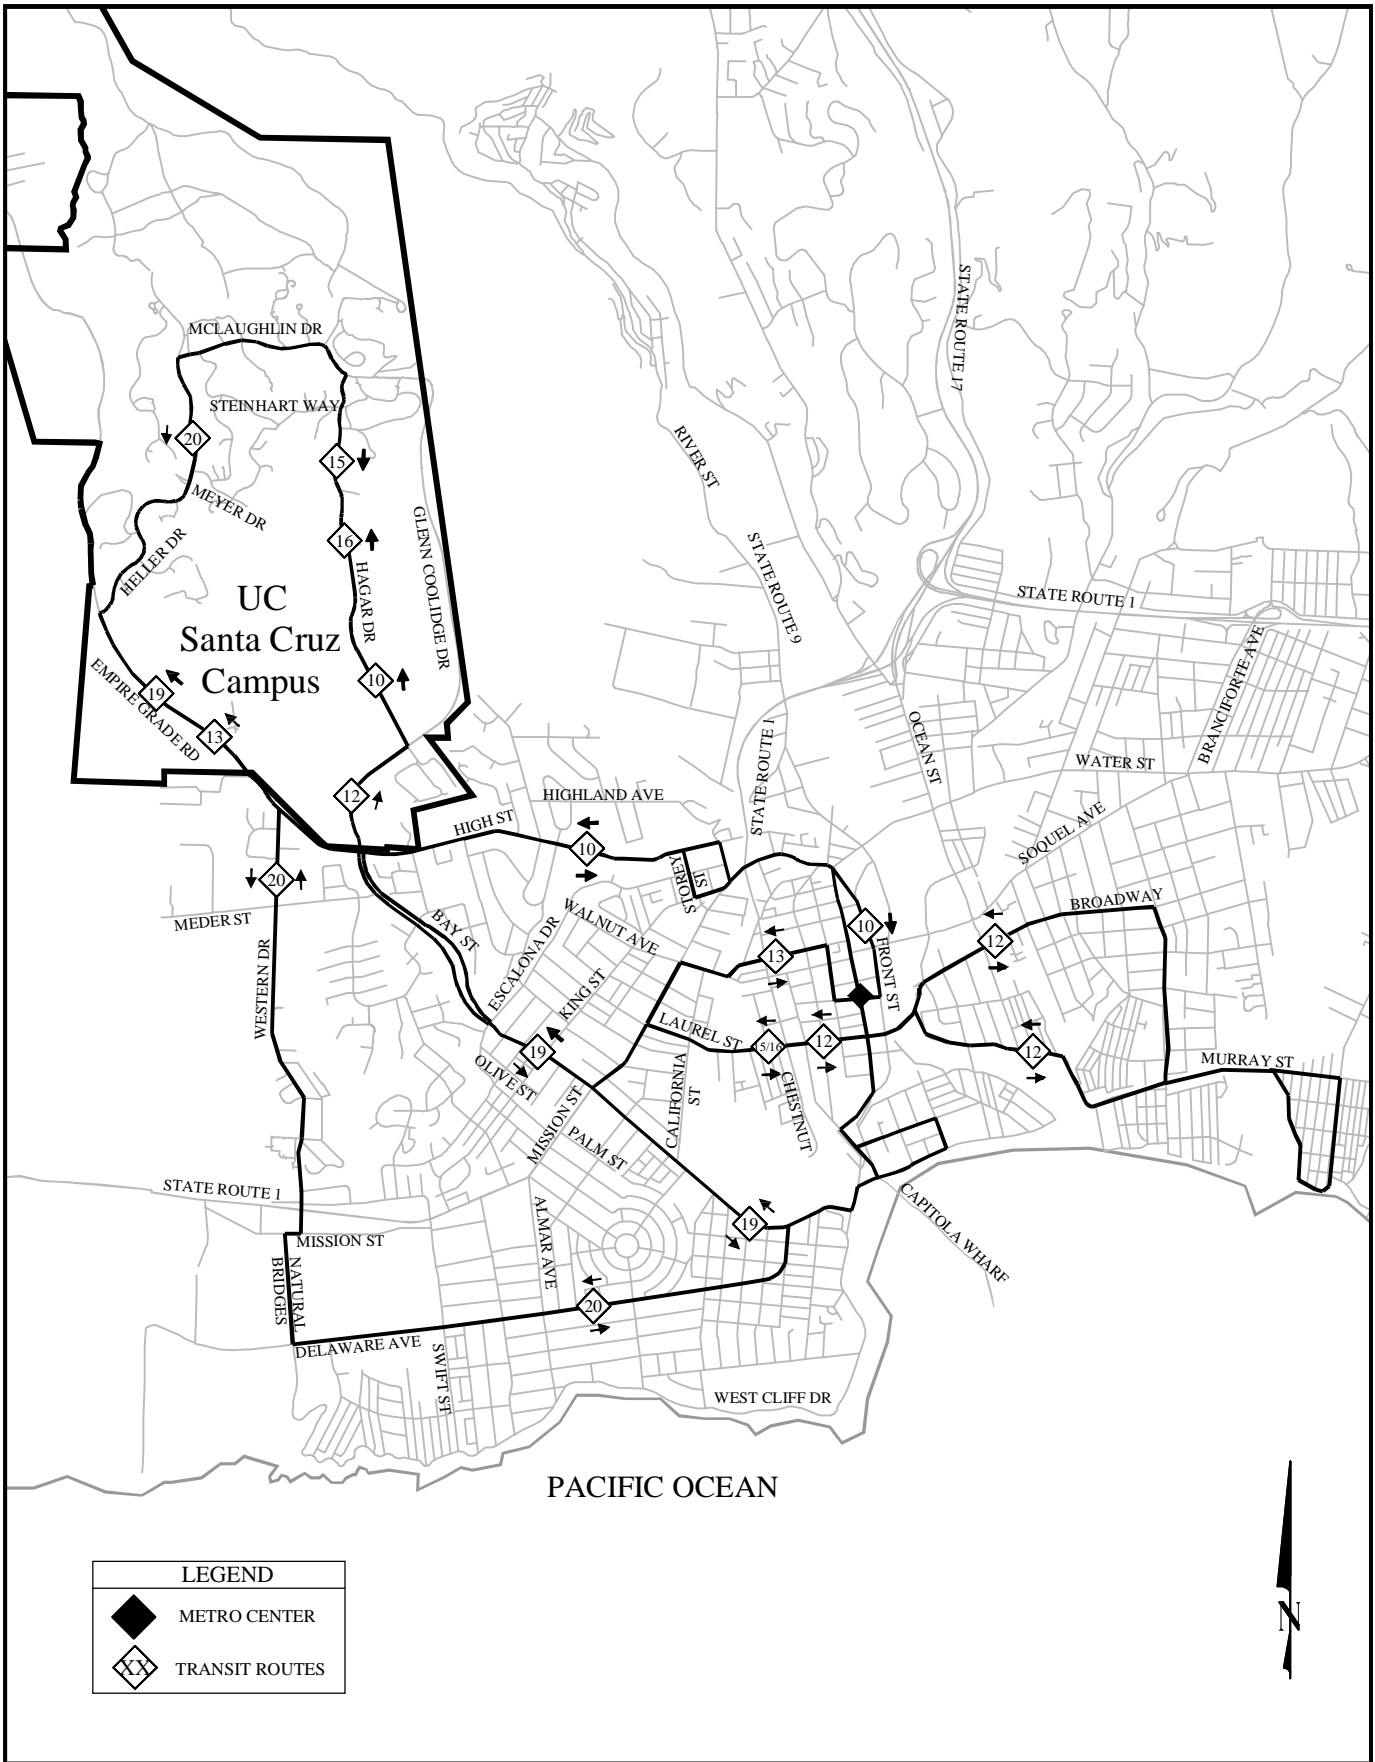 STATE ROUTE 17
MCLAUGHLIN DR
STEINHART WAY
20
15
RIVER ST
MEYER DR
16
GLENN COOLIDGE DR
HELLER DR
HAGAR DR
STATE ROUTE 9
UC
Santa Cruz
Campus
STATE ROUTE 1
BRANCIFORTE AVE
10
19
EMPIRE GRADE RD
13
OCEAN ST
STATE ROUTE 1
WATER ST
12
HIGHLAND AVE
HIGH ST
10
SOQUEL AVE
STOREY
ST
20
MEDER ST
BAY ST
WALNUT AVE
BROADWAY
10
12
13
FRONT ST
WESTERN DR
ESCALONA DR
KING ST
LAUREL ST
15/16
12
12
19
OLIVE ST
MURRAY ST
MISSION ST
CALIFORNIA
ST
CHESTNUT
PALM ST
STATE ROUTE 1
ALMAR AVE
19
CAPITOLA WHARF
MISSION ST
NATURAL
BRIDGES
20
DELAWARE AVE
SWIFT ST
WEST CLIFF DR
PACIFIC OCEAN
LEGEND
METRO CENTER
XX
TRANSIT ROUTES
N